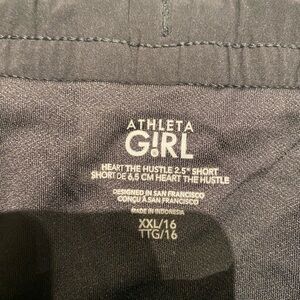 ATHLETA
G!RL
HEART THE HUSTLE 2.5" SHORT
SHORT DE 6,5 CM HEART THE HUSTLE
DESIGNED IN SAN FRANCISCO
CONÇU À SAN FRANCISCO
MADE IN INDONESIA
XXL/16
TTG/16